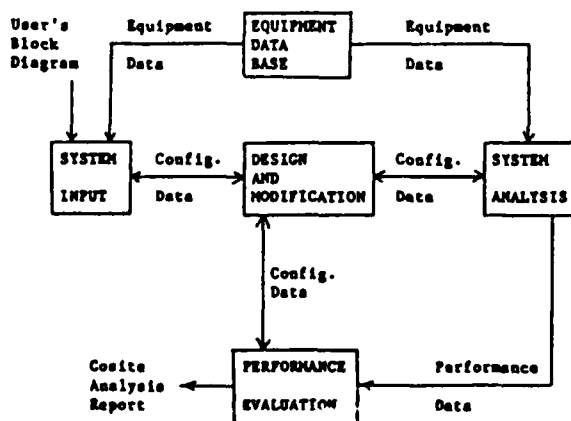 User's
Block
Diagram
Equipment
Data
EQUIPMENT
DATA
BASE
Equipment
Data
SYSTEM
INPUT
Config.
Data
DESIGN
AND
MODIFICATION
Config.
Data
SYSTEM
ANALYSIS
Config.
Data
Cosite
Analysis
Report
PERFORMANCE
EVALUATION
Performance
Data